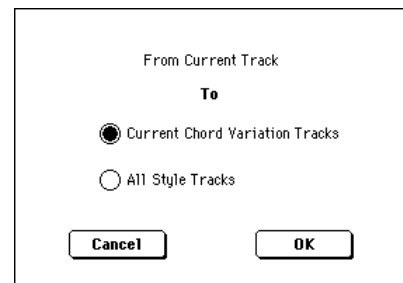 From Current Track
To
Current Chord Variation Tracks
All Style Tracks
Cancel OK